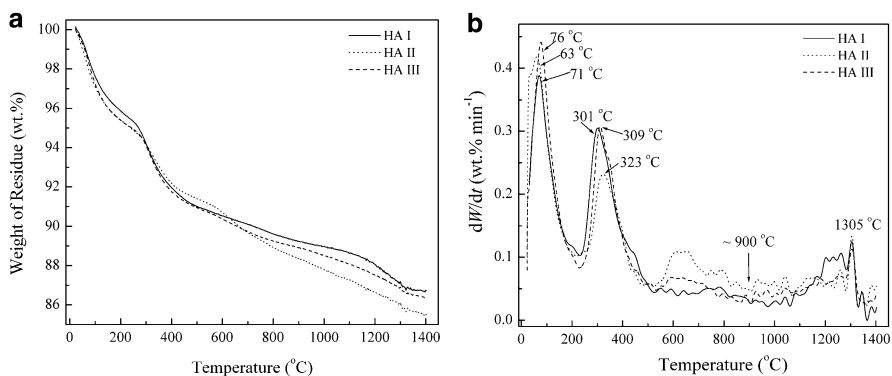 a
100
98
96
94
92
90
88
86
0
200
400
600
800
1000
1200
1400
Weight of Residue (wt.%)
Temperature (°C)
HA I
HA II
HA III
b
0.4
0.3
0.2
0.1
0.0
0
200
400
600
800
1000
1200
1400
dW/dt (wt.% min⁻¹)
Temperature (°C)
76 °C
63 °C
71 °C
301 °C
309 °C
323 °C
~ 900 °C
1305 °C
HA I
HA II
HA III